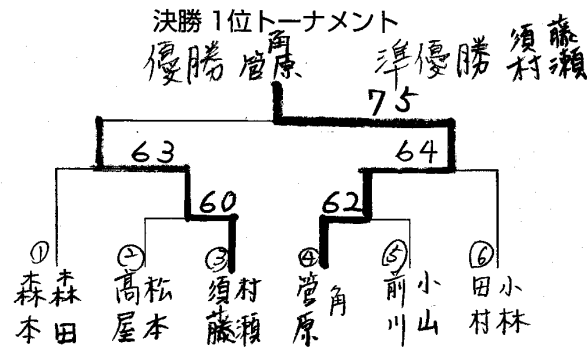 決勝1位トーナメント
優勝 菅原 角
準優勝 須藤 村瀬
75
63
64
60
62
① 森本 森田
② 髙屋 松本
③ 須藤 村瀬
④ 菅原 角
⑤ 前川 小山
⑥ 田村 小林